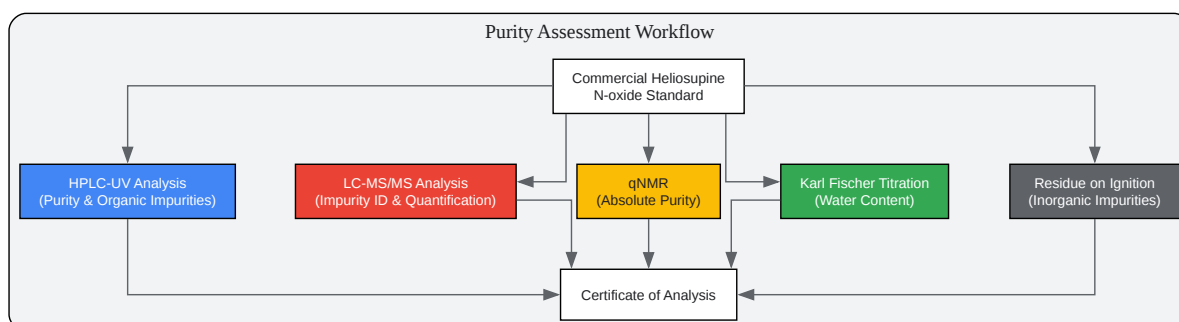 Purity Assessment Workflow
Commercial Heliosupine
N-oxide Standard
HPLC-UV Analysis
(Purity & Organic Impurities)
LC-MS/MS Analysis
(Impurity ID & Quantification)
qNMR
(Absolute Purity)
Karl Fischer Titration
(Water Content)
Residue on Ignition
(Inorganic Impurities)
Certificate of Analysis